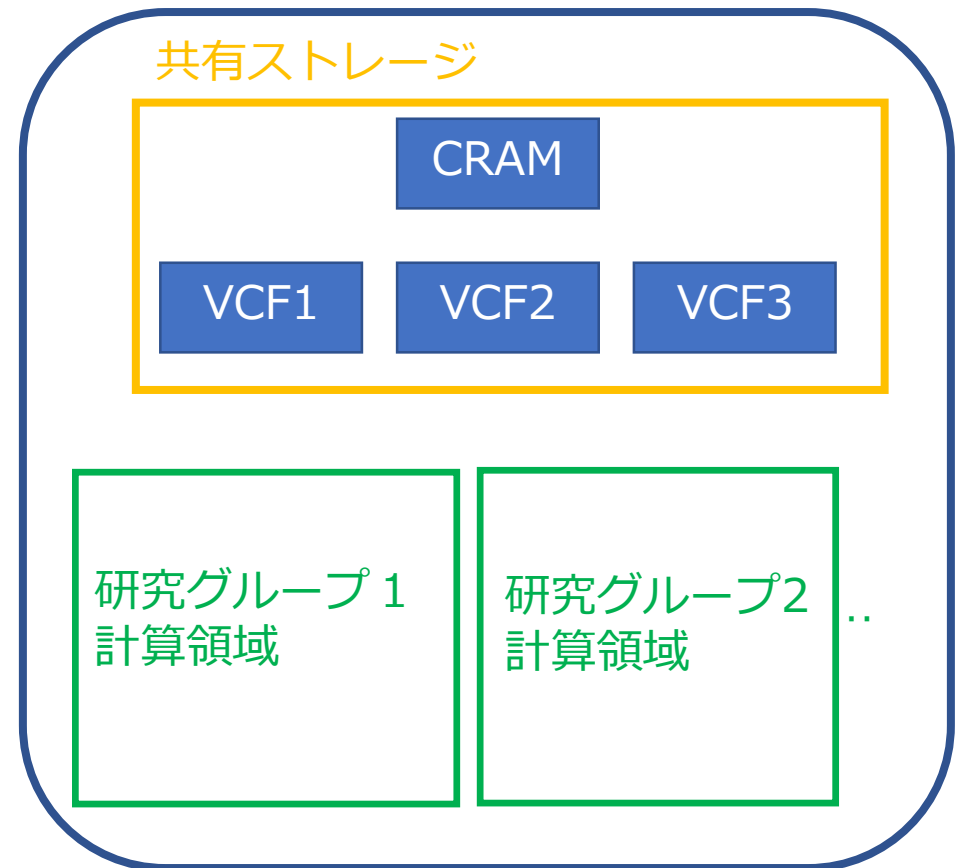 共有ストレージ
CRAM
VCF1
VCF2
VCF3
研究グループ１
計算領域
研究グループ2
計算領域
..